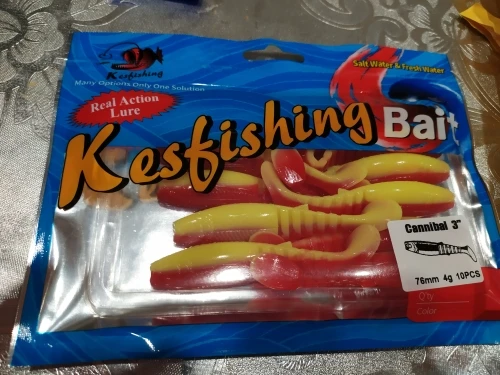 Kesfishing
Many Options,Only One Solution
Salt Water & Fresh Water
Real Action
Lure
Kesfishing
Bait
Cannibal 3"
76mm 4g 10PCS
Q'ty
Color